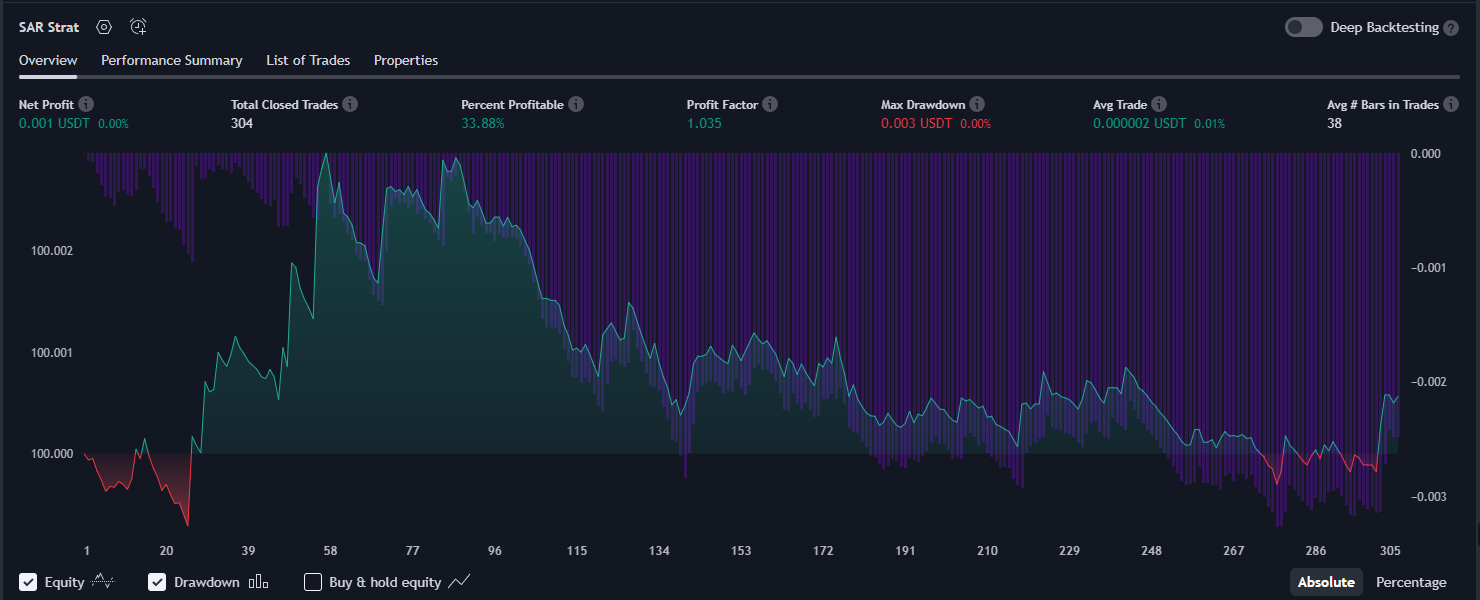 SAR Strat Deep Backtesting ?
Overview Performance Summary List of Trades Properties
Net Profit Total Closed Trades Percent Profitable Profit Factor Max Drawdown Avg Trade Avg # Bars in Trades
0.001 USDT 0.00% 304 33.88% 1.035 0.003 USDT 0.00% 0.000002 USDT 0.01% 38
0.000
100.002
−0.001
100.001
−0.002
100.000
−0.003
1 20 39 58 77 96 115 134 153 172 191 210 229 248 267 286 305
Equity Drawdown Buy & hold equity Absolute Percentage